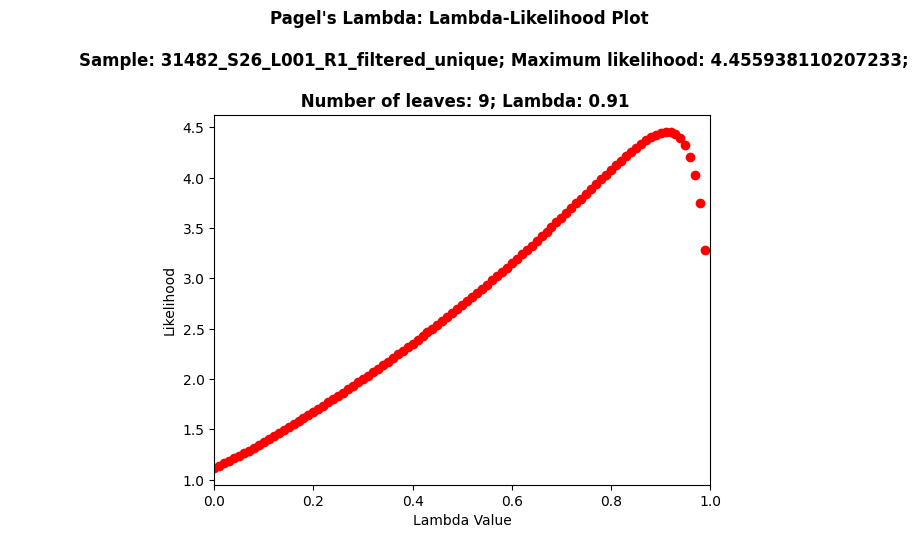 Pagel's Lambda: Lambda-Likelihood Plot
Sample: 31482_S26_L001_R1_filtered_unique; Maximum likelihood: 4.455938110207233;
Number of leaves: 9; Lambda: 0.91
4.5
4.0
3.5
3.0
2.5
2.0
1.5
1.0
Likelihood
0.0 0.2 0.4 0.6 0.8 1.0
Lambda Value